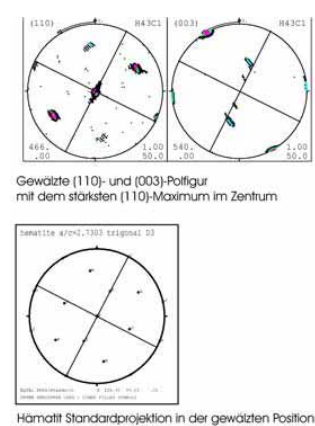 (110) H43C1
(003) H43C1
466. 1.00
.00 50.0
540. 1.00
.00 50.0
Gewälzte (110)- und (003)-Polfigur
mit dem stärksten (110)-Maximum im Zentrum
hematite a/c=2.7303 trigonal D3
Hämatit Standardprojektion in der gewälzten Position